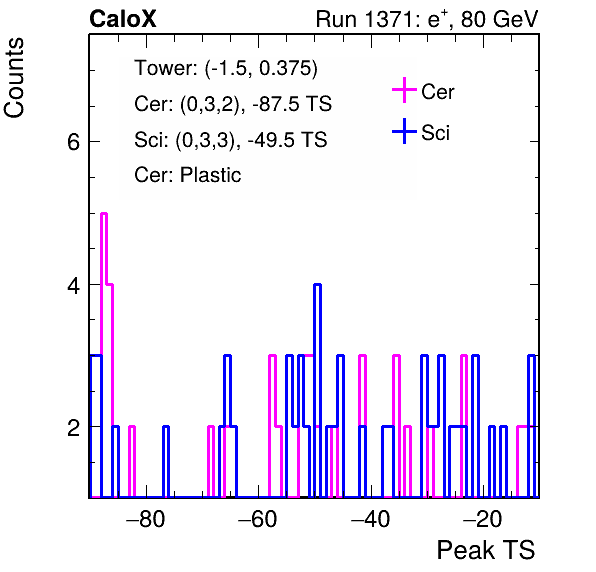 CaloX Run 1371: e⁺, 80 GeV
Counts
Tower: (-1.5, 0.375)
Cer: (0,3,2), -87.5 TS
Sci: (0,3,3), -49.5 TS
Cer: Plastic
Cer
Sci
6
4
2
−80 −60 −40 −20
Peak TS